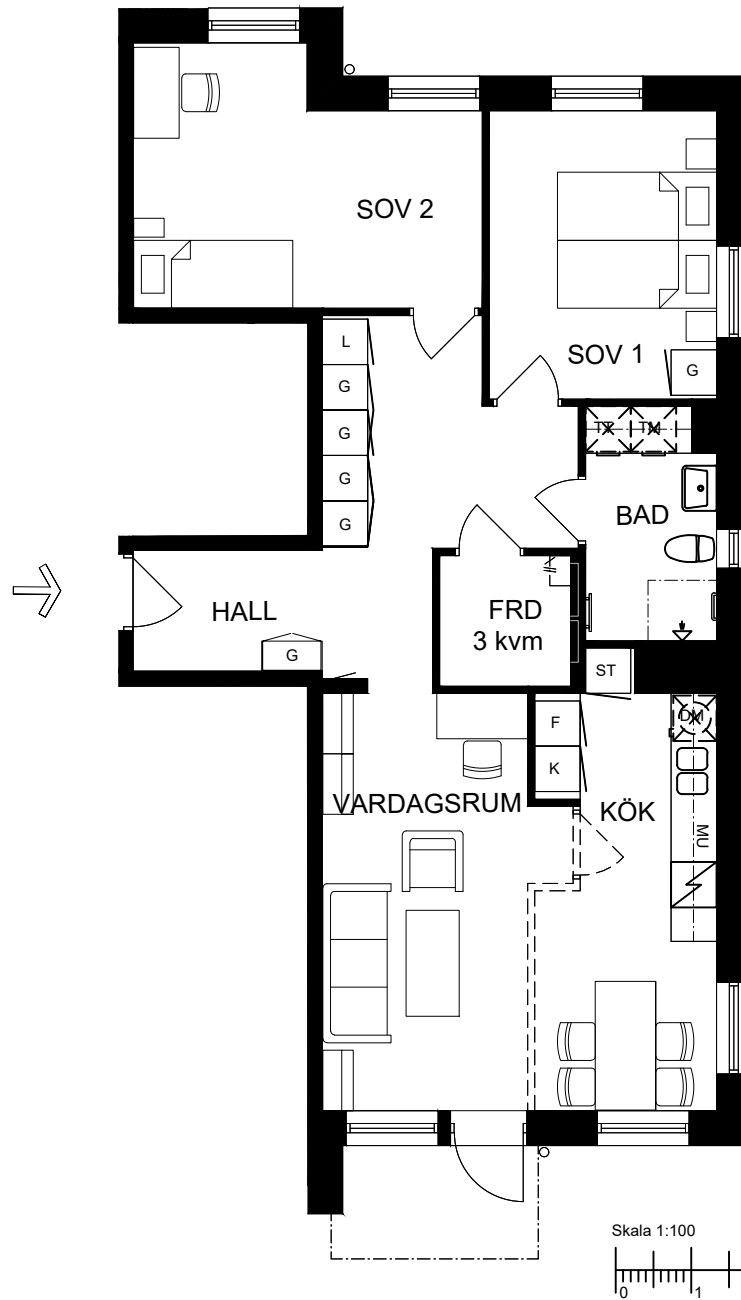 SOV 2
SOV 1
L
G
G
G
G
G
TT
TM
BAD
HALL
FRD
3 kvm
G
ST
F
K
DM
VARDAGSRUM
KÖK
MU
Skala 1:100
0
1